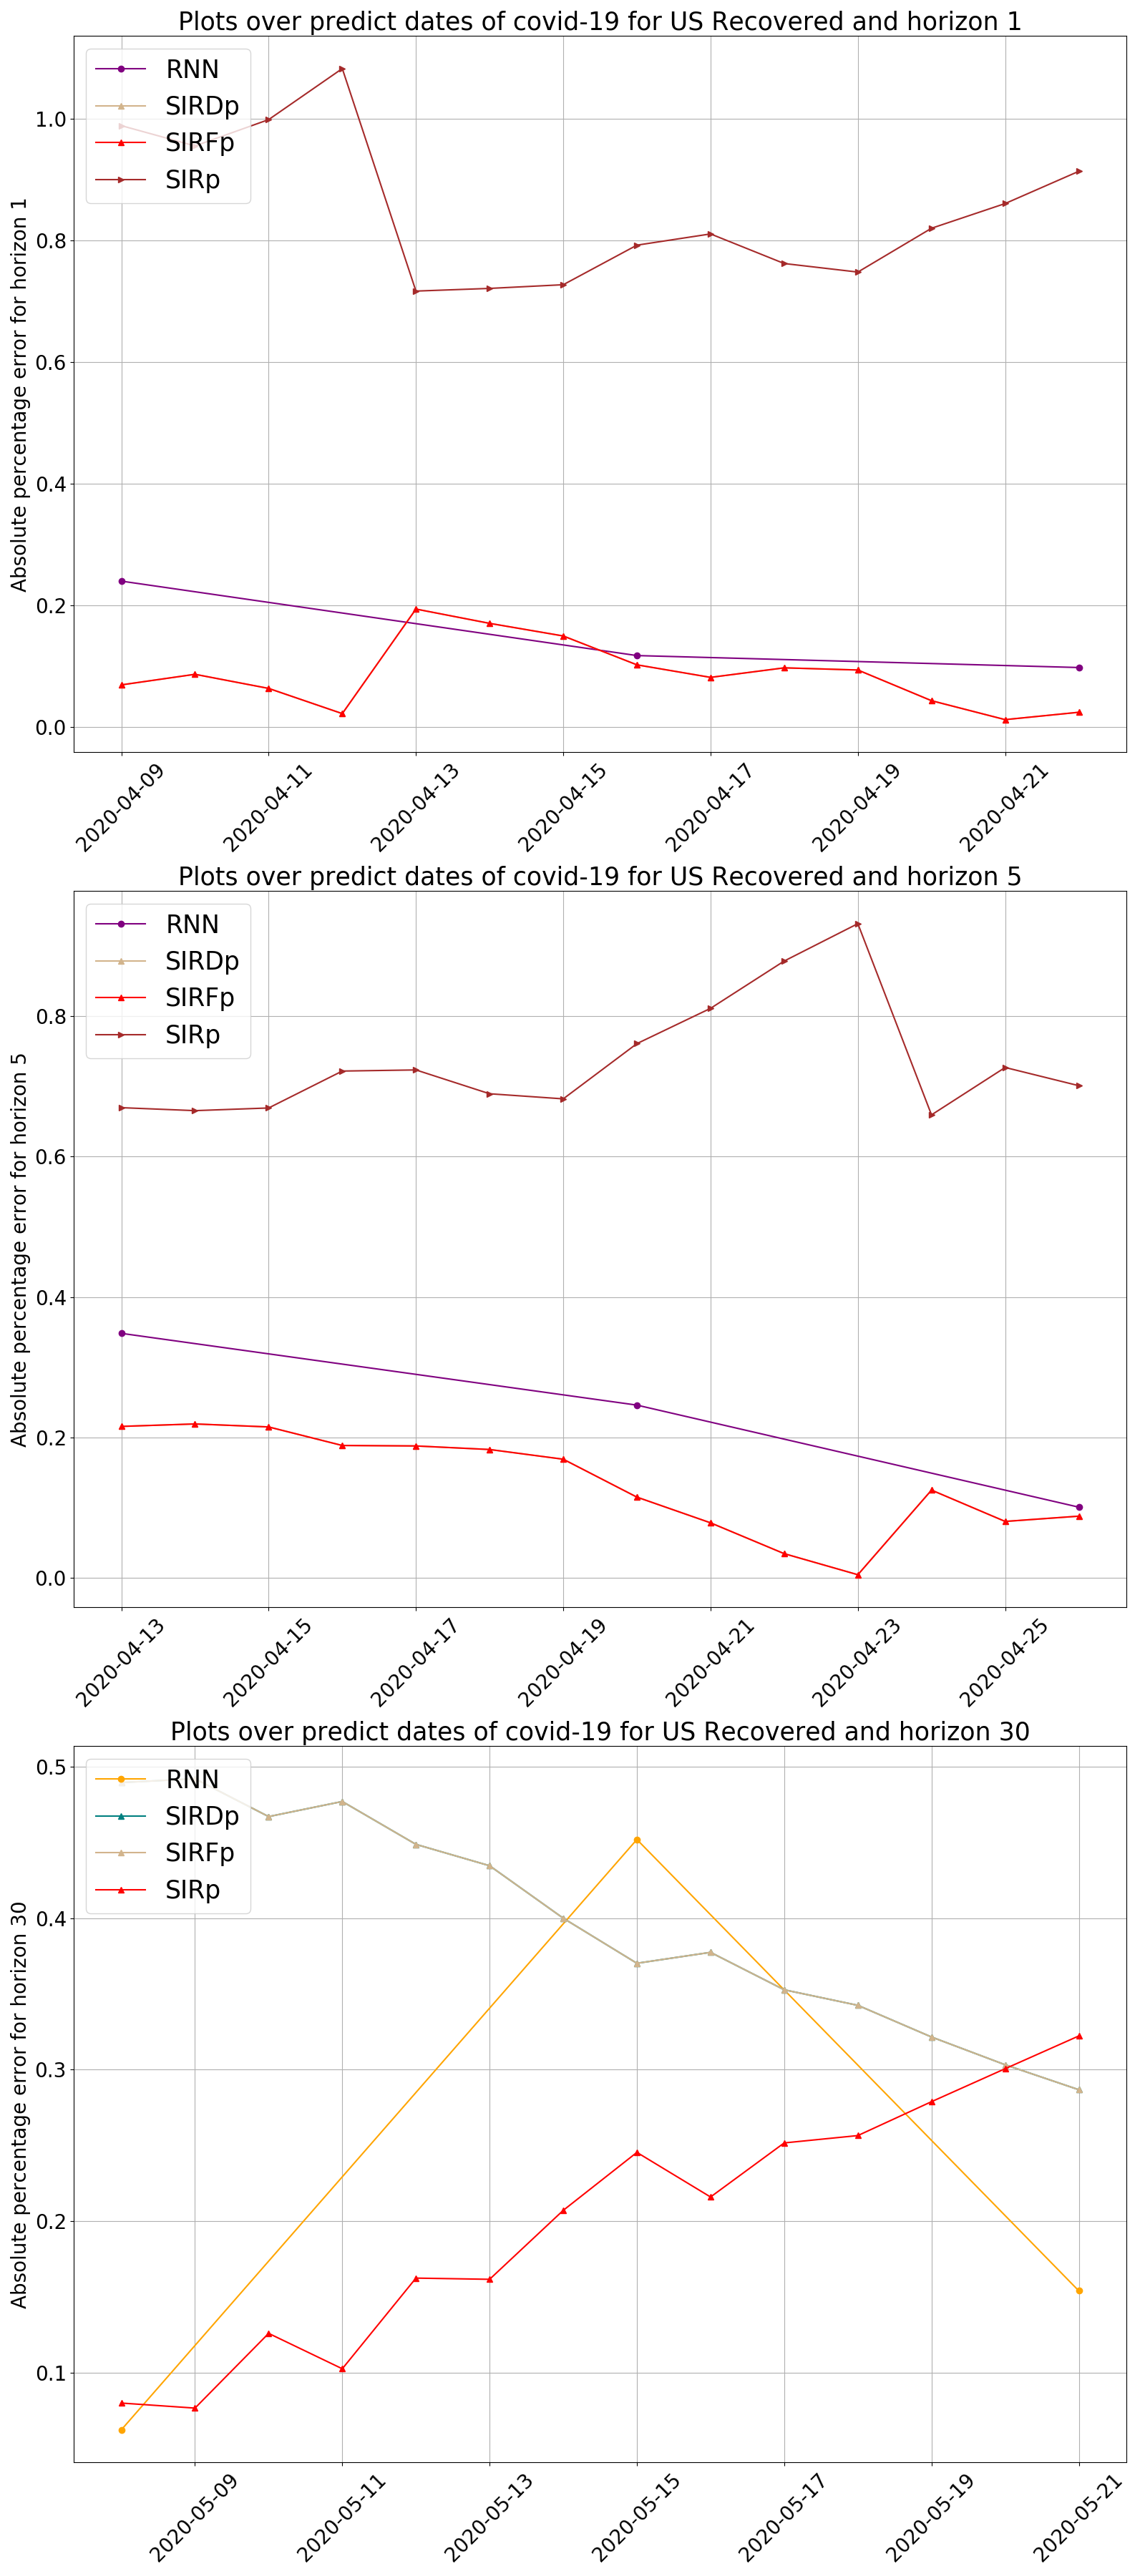 Plots over predict dates of covid-19 for US Recovered and horizon 1
RNN
SIRDp
SIRFp
SIRp
Absolute percentage error for horizon 1
1.0
0.8
0.6
0.4
0.2
0.0
2020-04-09
2020-04-11
2020-04-13
2020-04-15
2020-04-17
2020-04-19
2020-04-21
Plots over predict dates of covid-19 for US Recovered and horizon 5
RNN
SIRDp
SIRFp
SIRp
Absolute percentage error for horizon 5
0.8
0.6
0.4
0.2
0.0
2020-04-13
2020-04-15
2020-04-17
2020-04-19
2020-04-21
2020-04-23
2020-04-25
Plots over predict dates of covid-19 for US Recovered and horizon 30
RNN
SIRDp
SIRFp
SIRp
Absolute percentage error for horizon 30
0.5
0.4
0.3
0.2
0.1
2020-05-09
2020-05-11
2020-05-13
2020-05-15
2020-05-17
2020-05-19
2020-05-21